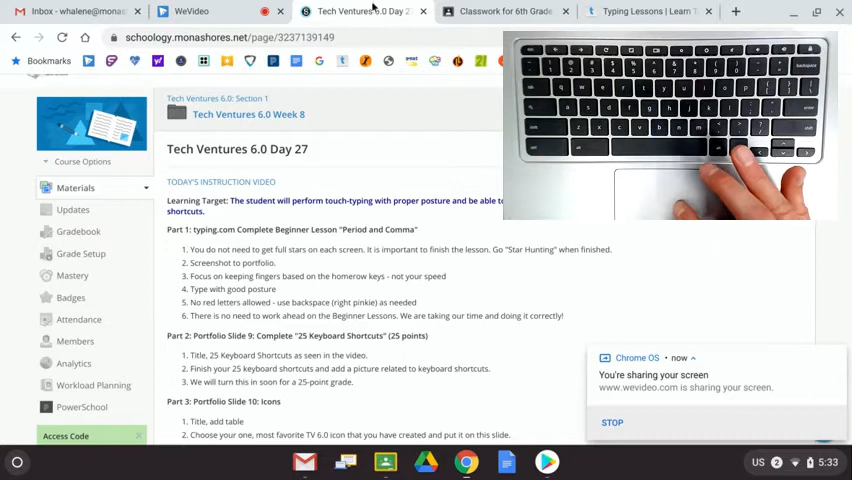 Inbox - whalene@monas
WeVideo
Tech Ventures 6.0 Day 27
Classwork for 6th Grade
Typing Lessons | Learn T
schoology.monashores.net/page/3237139149
Bookmarks
Tech Ventures 6.0: Section 1
Tech Ventures 6.0 Week 8
Course Options
Materials
Updates
Gradebook
Grade Setup
Mastery
Badges
Attendance
Members
Analytics
Workload Planning
PowerSchool
Access Code
Tech Ventures 6.0 Day 27
TODAY'S INSTRUCTION VIDEO
Learning Target: The student will perform touch-typing with proper posture and be able to
shortcuts.
Part 1: typing.com Complete Beginner Lesson "Period and Comma"
1. You do not need to get full stars on each screen. It is important to finish the lesson. Go "Star Hunting" when finished.
2. Screenshot to portfolio.
3. Focus on keeping fingers based on the homerow keys - not your speed
4. Type with good posture
5. No red letters allowed - use backspace (right pinkie) as needed
6. There is no need to work ahead on the Beginner Lessons. We are taking our time and doing it correctly!
Part 2: Portfolio Slide 9: Complete "25 Keyboard Shortcuts" (25 points)
1. Title, 25 Keyboard Shortcuts as seen in the video.
2. Finish your 25 keyboard shortcuts and add a picture related to keyboard shortcuts.
3. We will turn this in soon for a 25-point grade.
Part 3: Portfolio Slide 10: Icons
1. Title, add table
2. Choose your one, most favorite TV 6.0 icon that you have created and put it on this slide.
Chrome OS • now
You're sharing your screen
www.wevideo.com is sharing your screen.
STOP
US 2 5:33